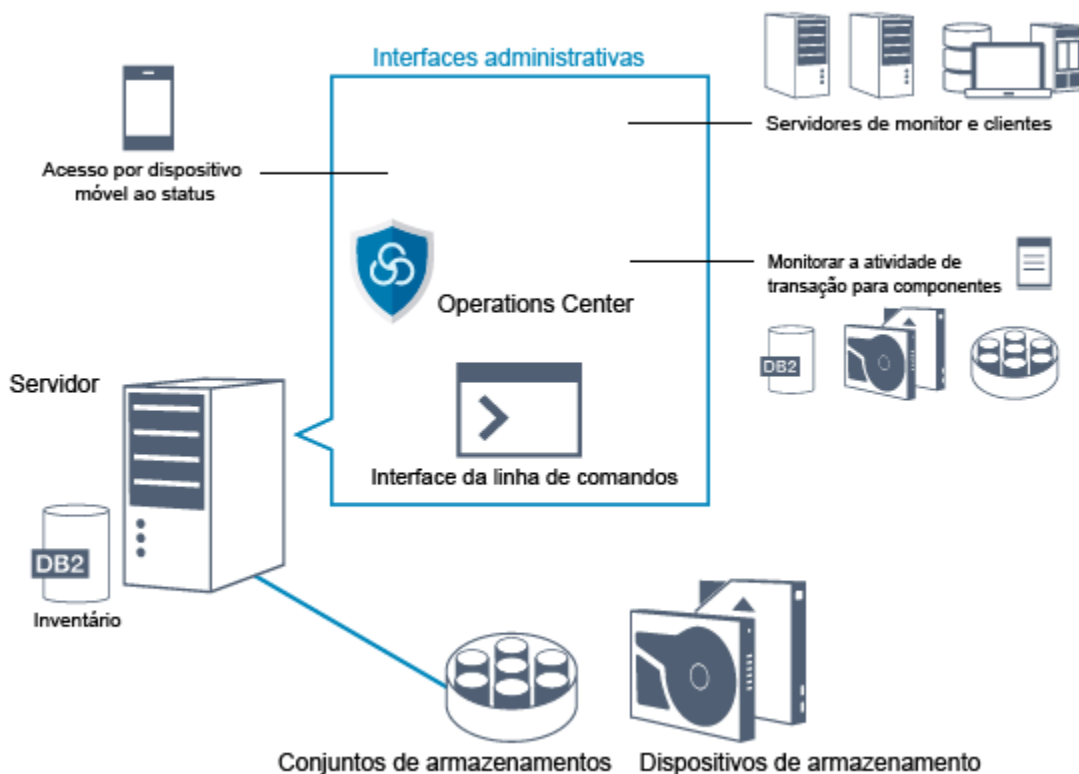 Interfaces administrativas
Servidores de monitor e clientes
Acesso por dispositivo
móvel ao status
Monitorar a atividade de
transação para componentes
Operations Center
DB2
Servidor
Interface da linha de comandos
DB2
Inventário
Conjuntos de armazenamentos
Dispositivos de armazenamento